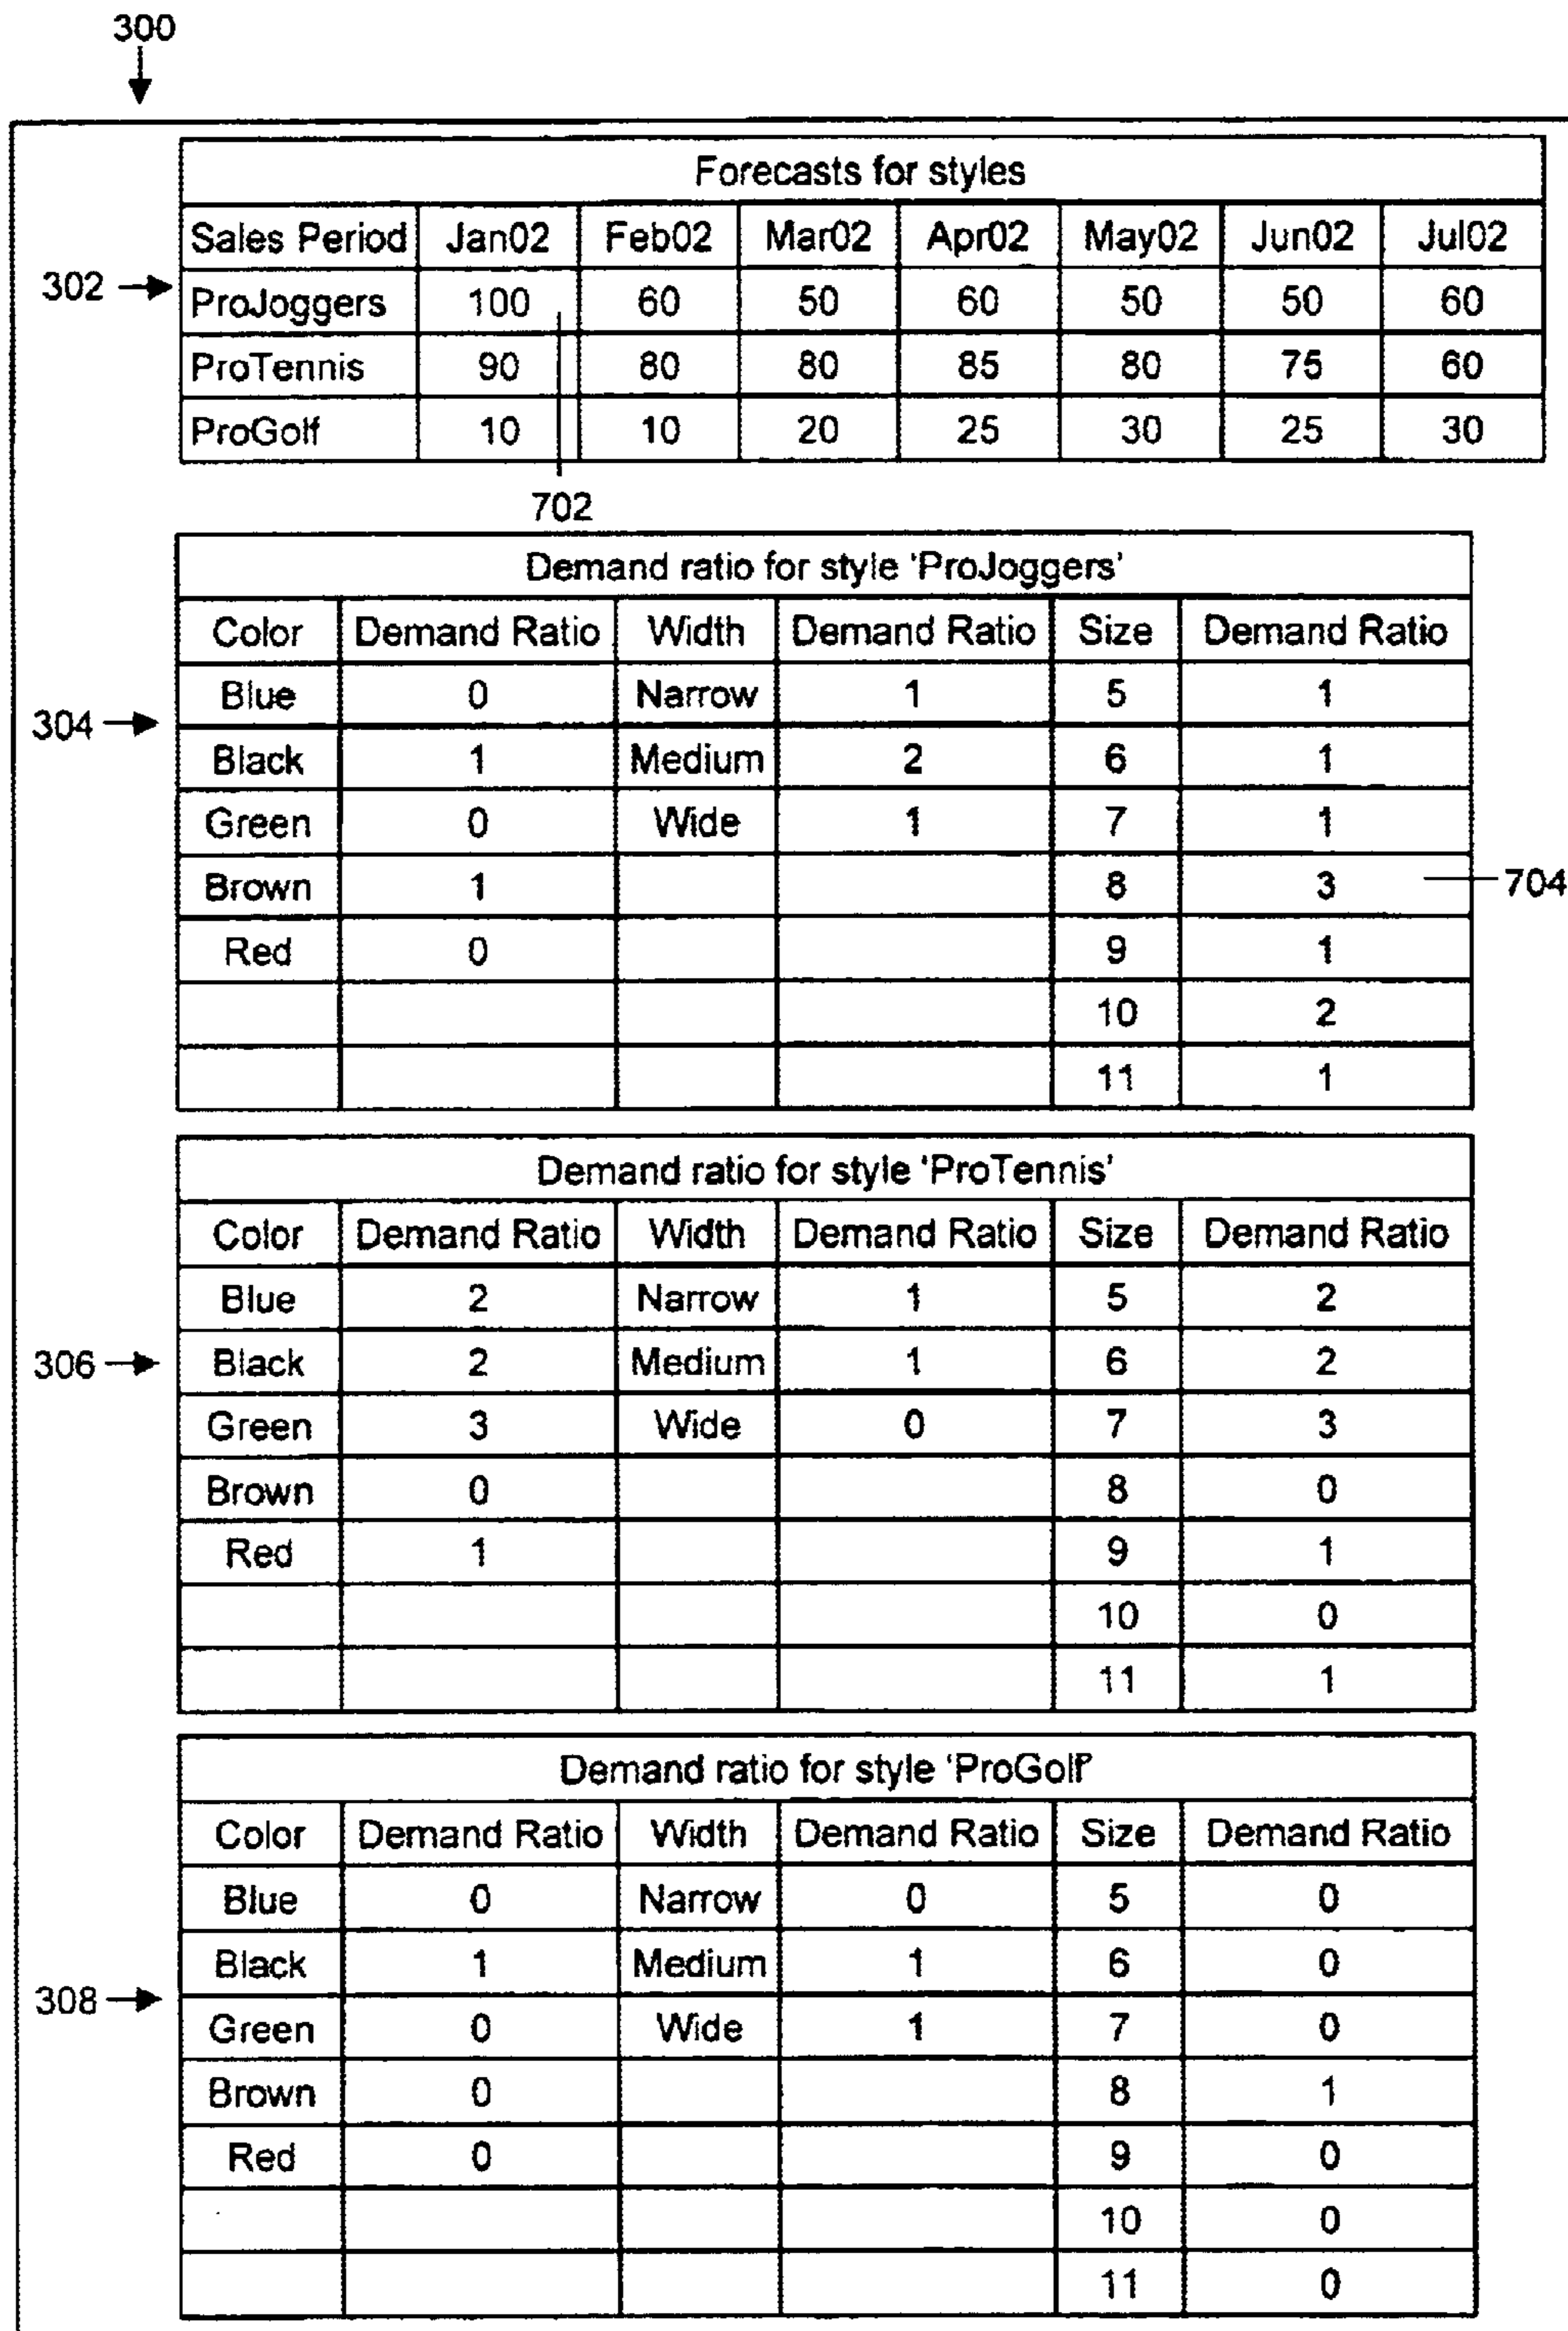 300
Forecasts for styles
Sales Period Jan02 Feb02 Mar02 Apr02 May02 Jun02 Jul02
302 ProJoggers 100 60 50 60 50 50 60
ProTennis 90 80 80 85 80 75 60
ProGolf 10 10 20 25 30 25 30
702
Demand ratio for style 'ProJoggers'
Color Demand Ratio Width Demand Ratio Size Demand Ratio
Blue 0 Narrow 1 5 1
304
Black 1 Medium 2 6 1
Green 0 Wide 1 7 1
Brown 1 8 3 704
Red 0 9 1
10 2
11 1
Demand ratio for style 'ProTennis'
Color Demand Ratio Width Demand Ratio Size Demand Ratio
Blue 2 Narrow 1 5 2
306 Black 2 Medium 1 6 2
Green 3 Wide 0 7 3
Brown 0 8 0
Red 1 9 1
10 0
11 1
Demand ratio for style 'ProGolf'
Color Demand Ratio Width Demand Ratio Size Demand Ratio
Blue 0 Narrow 0 5 0
Black 1 Medium 1 6 0
308
Green 0 Wide 1 7 0
Brown 0 8 1
Red 0 9 0
10 0
11 0